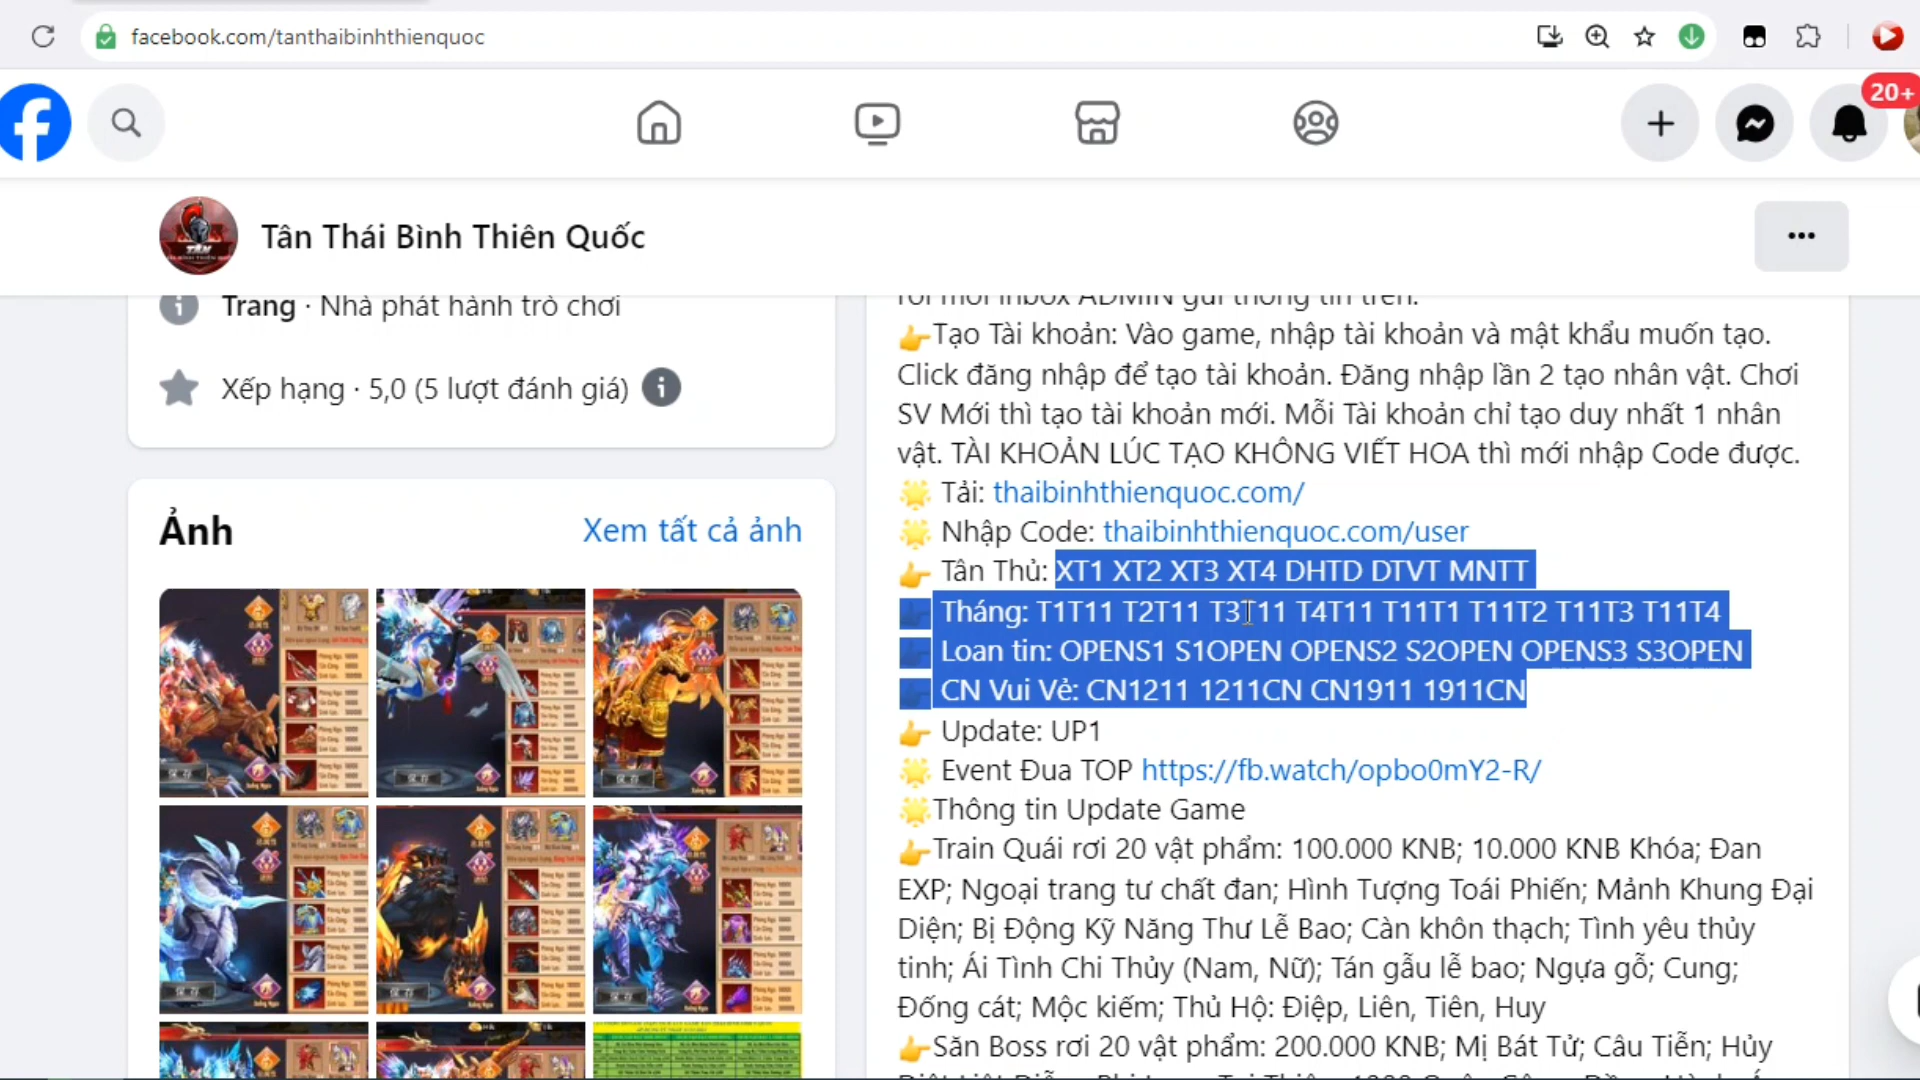 facebook.com/tanthaibinhthienquoc
20+
Tân Thái Bình Thiên Quốc
Trang · Nhà phát hành trò chơi
Xếp hạng · 5,0 (5 lượt đánh giá)
Ảnh
Xem tất cả ảnh
rồi mới inbox ADMIN gửi thông tin trên.
👉Tạo Tài khoản: Vào game, nhập tài khoản và mật khẩu muốn tạo.
Click đăng nhập để tạo tài khoản. Đăng nhập lần 2 tạo nhân vật. Chơi
SV Mới thì tạo tài khoản mới. Mỗi Tài khoản chỉ tạo duy nhất 1 nhân
vật. TÀI KHOẢN LÚC TẠO KHÔNG VIẾT HOA thì mới nhập Code được.
🌟 Tải: thaibinhthienquoc.com/
🌟 Nhập Code: thaibinhthienquoc.com/user
👉 Tân Thủ: XT1 XT2 XT3 XT4 DHTD DTVT MNTT
👉 Tháng: T1T11 T2T11 T3T11 T4T11 T11T1 T11T2 T11T3 T11T4
👉 Loan tin: OPENS1 S1OPEN OPENS2 S2OPEN OPENS3 S3OPEN
👉 CN Vui Vẻ: CN1211 1211CN CN1911 1911CN
👉 Update: UP1
🌟 Event Đua TOP https://fb.watch/opbo0mY2-R/
🌟Thông tin Update Game
👉Train Quái rơi 20 vật phẩm: 100.000 KNB; 10.000 KNB Khóa; Đan
EXP; Ngoại trang tư chất đan; Hình Tượng Toái Phiến; Mảnh Khung Đại
Diện; Bị Động Kỹ Năng Thư Lễ Bao; Càn khôn thạch; Tình yêu thủy
tinh; Ái Tình Chi Thủy (Nam, Nữ); Tán gẫu lễ bao; Ngựa gỗ; Cung;
Đống cát; Mộc kiếm; Thủ Hộ: Điệp, Liên, Tiên, Huy
👉Săn Boss rơi 20 vật phẩm: 200.000 KNB; Mị Bát Tử; Câu Tiễn; Hủy